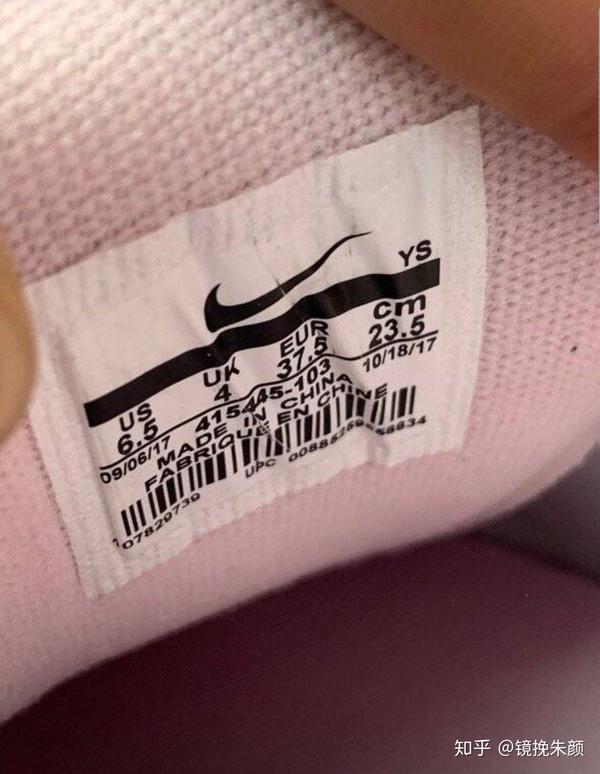 YS
US UK EUR cm
6.5 4 37.5 23.5
09/06/17 415445-103 10/18/17
MADE IN CHINA
FABRIQUE EN CHINE
UPC
07829739
知乎 @镜挽朱颜